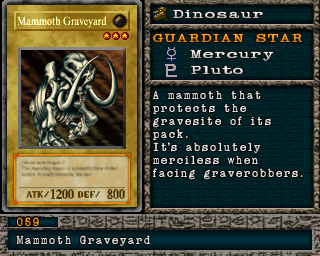 Mammoth Graveyard
ATK/1200 DEF/ 800
Dinosaur
GUARDIAN STAR
Mercury
Pluto
A mammoth that
protects the
gravesite of its
pack.
It's absolutely
merciless when
facing graverobbers.
059
Mammoth Graveyard